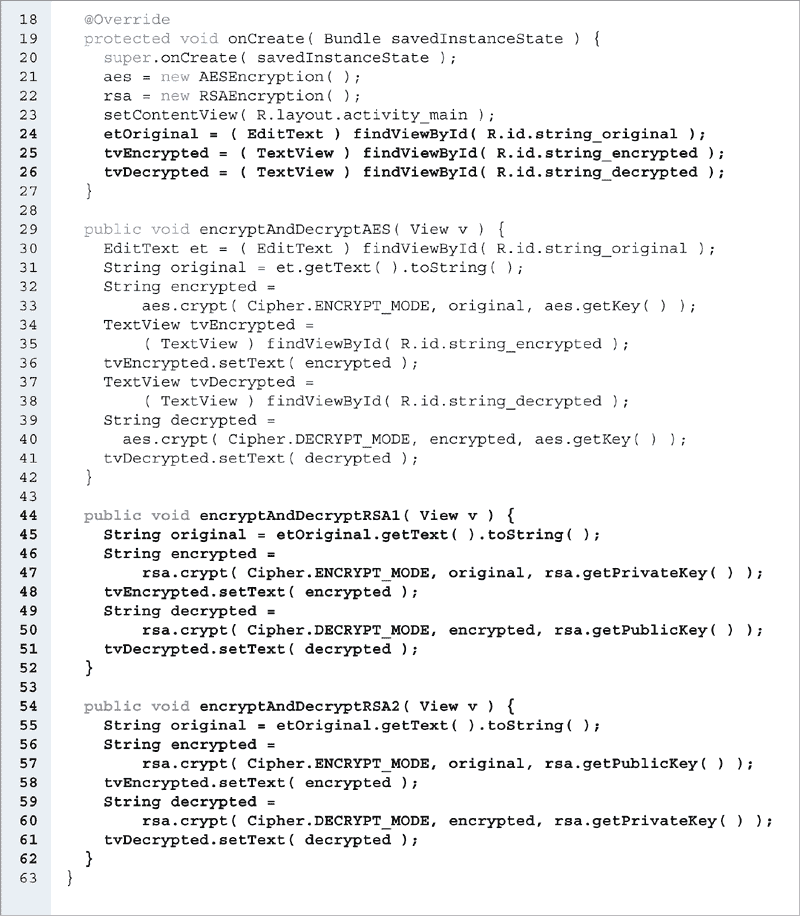 18 @Override
19 protected void onCreate( Bundle savedInstanceState ) {
20 super.onCreate( savedInstanceState );
21 aes = new AESEncryption( );
22 rsa = new RSAEncryption( );
23 setContentView( R.layout.activity_main );
24 etOriginal = ( EditText ) findViewById( R.id.string_original );
25 tvEncrypted = ( TextView ) findViewById( R.id.string_encrypted );
26 tvDecrypted = ( TextView ) findViewById( R.id.string_decrypted );
27 }
28
29 public void encryptAndDecryptAES( View v ) {
30 EditText et = ( EditText ) findViewById( R.id.string_original );
31 String original = et.getText( ).toString( );
32 String encrypted =
33 aes.crypt( Cipher.ENCRYPT_MODE, original, aes.getKey( ) );
34 TextView tvEncrypted =
35 ( TextView ) findViewById( R.id.string_encrypted );
36 tvEncrypted.setText( encrypted );
37 TextView tvDecrypted =
38 ( TextView ) findViewById( R.id.string_decrypted );
39 String decrypted =
40 aes.crypt( Cipher.DECRYPT_MODE, encrypted, aes.getKey( ) );
41 tvDecrypted.setText( decrypted );
42 }
43
44 public void encryptAndDecryptRSA1( View v ) {
45 String original = etOriginal.getText( ).toString( );
46 String encrypted =
47 rsa.crypt( Cipher.ENCRYPT_MODE, original, rsa.getPrivateKey( ) );
48 tvEncrypted.setText( encrypted );
49 String decrypted =
50 rsa.crypt( Cipher.DECRYPT_MODE, encrypted, rsa.getPublicKey( ) );
51 tvDecrypted.setText( decrypted );
52 }
53
54 public void encryptAndDecryptRSA2( View v ) {
55 String original = etOriginal.getText( ).toString( );
56 String encrypted =
57 rsa.crypt( Cipher.ENCRYPT_MODE, original, rsa.getPublicKey( ) );
58 tvEncrypted.setText( encrypted );
59 String decrypted =
60 rsa.crypt( Cipher.DECRYPT_MODE, encrypted, rsa.getPrivateKey( ) );
61 tvDecrypted.setText( decrypted );
62 }
63 }